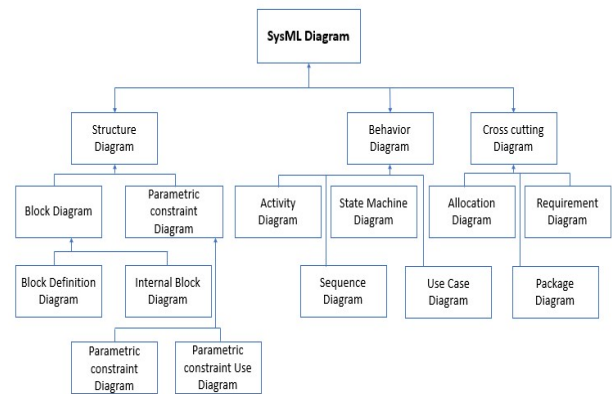 SysML Diagram
Structure
Diagram
Behavior
Diagram
Cross cutting
Diagram
Block Diagram
Parametric
constraint
Diagram
Activity
Diagram
State Machine
Diagram
Allocation
Diagram
Requirement
Diagram
Block Definition
Diagram
Internal Block
Diagram
Sequence
Diagram
Use Case
Diagram
Package
Diagram
Parametric
constraint
Diagram
Parametric
constraint Use
Diagram